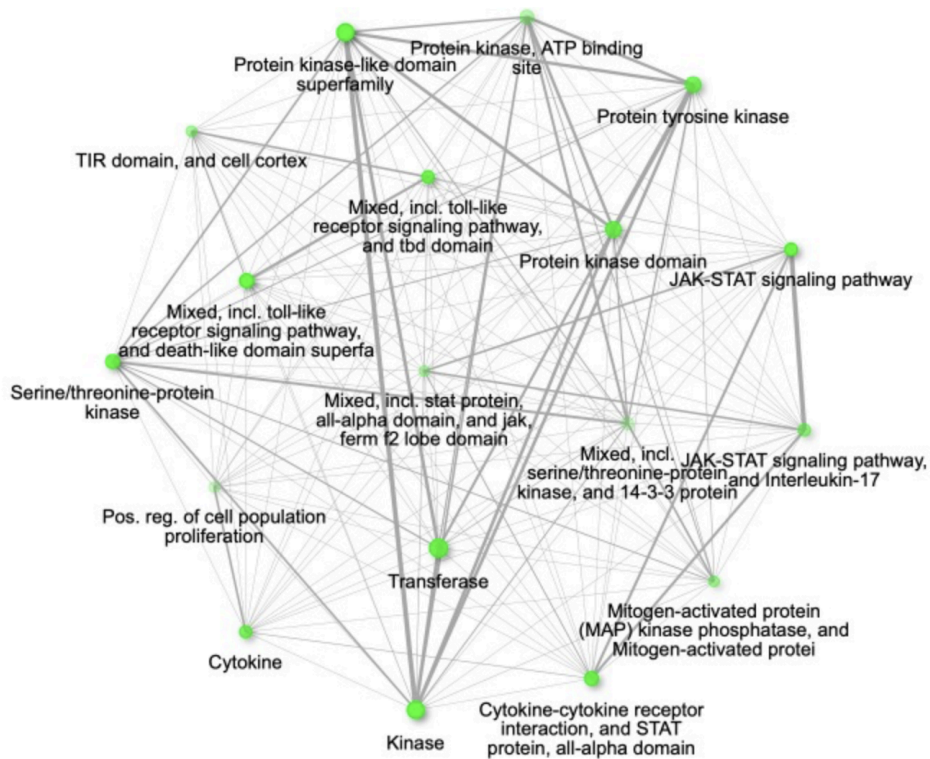 Protein kinase, ATP binding
site
Protein kinase-like domain
superfamily
Protein tyrosine kinase
TIR domain, and cell cortex
Mixed, incl. toll-like
receptor signaling pathway,
and tbd domain
Protein kinase domain
JAK-STAT signaling pathway
Mixed, incl. toll-like
receptor signaling pathway,
and death-like domain superfa
Serine/threonine-protein
kinase
Mixed, incl. stat protein,
all-alpha domain, and jak,
ferm f2 lobe domain
Mixed, incl.
serine/threonine-protein
kinase, and 14-3-3 protein
JAK-STAT signaling pathway,
and Interleukin-17
Pos. reg. of cell population
proliferation
Transferase
Mitogen-activated protein
(MAP) kinase phosphatase, and
Mitogen-activated protei
Cytokine
Cytokine-cytokine receptor
interaction, and STAT
protein, all-alpha domain
Kinase